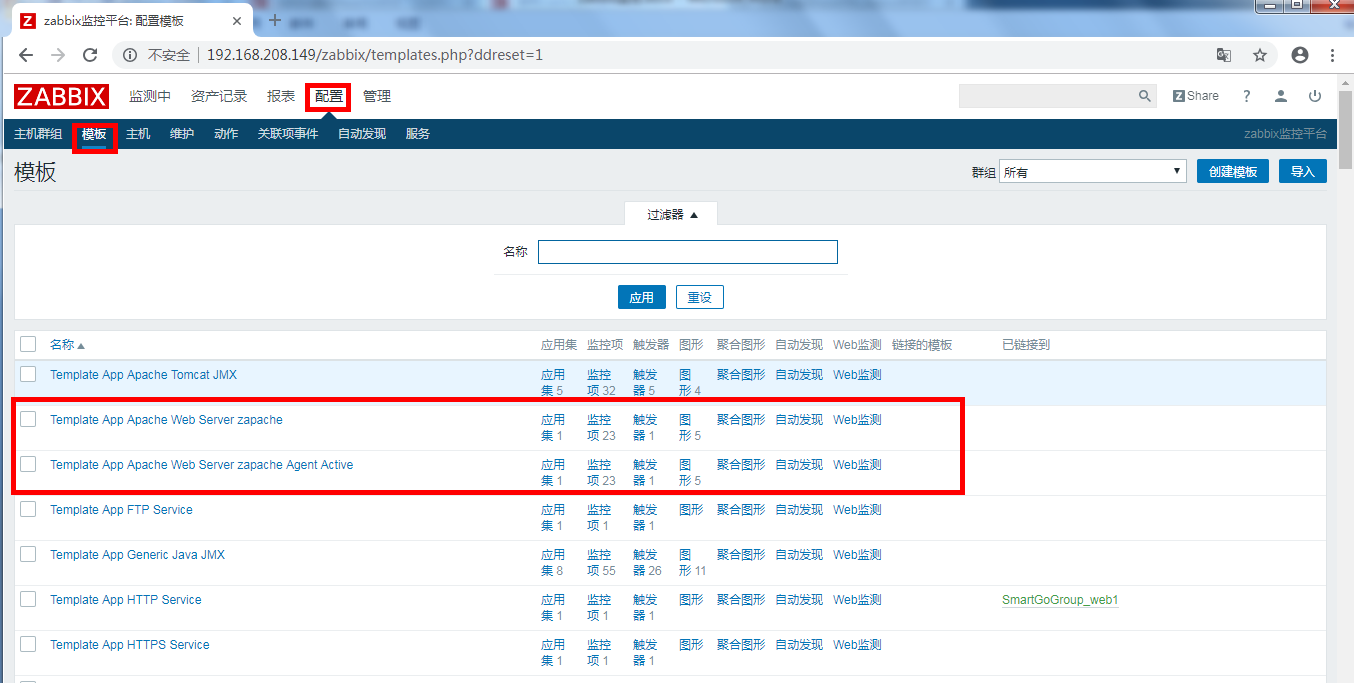 zabbix监控平台: 配置模板
不安全 192.168.208.149/zabbix/templates.php?ddreset=1
ZABBIX 监测中 资产记录 报表 配置 管理 Z Share ?
主机群组 模板 主机 维护 动作 关联项事件 自动发现 服务 zabbix监控平台
模板 群组 所有 创建模板 导入
过滤器
名称
应用 重设
名称 应用集 监控项 触发器 图形 聚合图形 自动发现 Web监测 链接的模板 已链接到
Template App Apache Tomcat JMX 应用 监控 触发 图 聚合图形 自动发现 Web监测
集 5 项 32 器 5 形 4
Template App Apache Web Server zapache 应用 监控 触发 图 聚合图形 自动发现 Web监测
集 1 项 23 器 1 形 5
Template App Apache Web Server zapache Agent Active 应用 监控 触发 图 聚合图形 自动发现 Web监测
集 1 项 23 器 1 形 5
Template App FTP Service 应用 监控 触发 图形 聚合图形 自动发现 Web监测
集 1 项 1 器 1
Template App Generic Java JMX 应用 监控 触发 图 聚合图形 自动发现 Web监测
集 8 项 55 器 26 形 11
Template App HTTP Service 应用 监控 触发 图形 聚合图形 自动发现 Web监测 SmartGoGroup_web1
集 1 项 1 器 1
Template App HTTPS Service 应用 监控 触发 图形 聚合图形 自动发现 Web监测
集 1 项 1 器 1